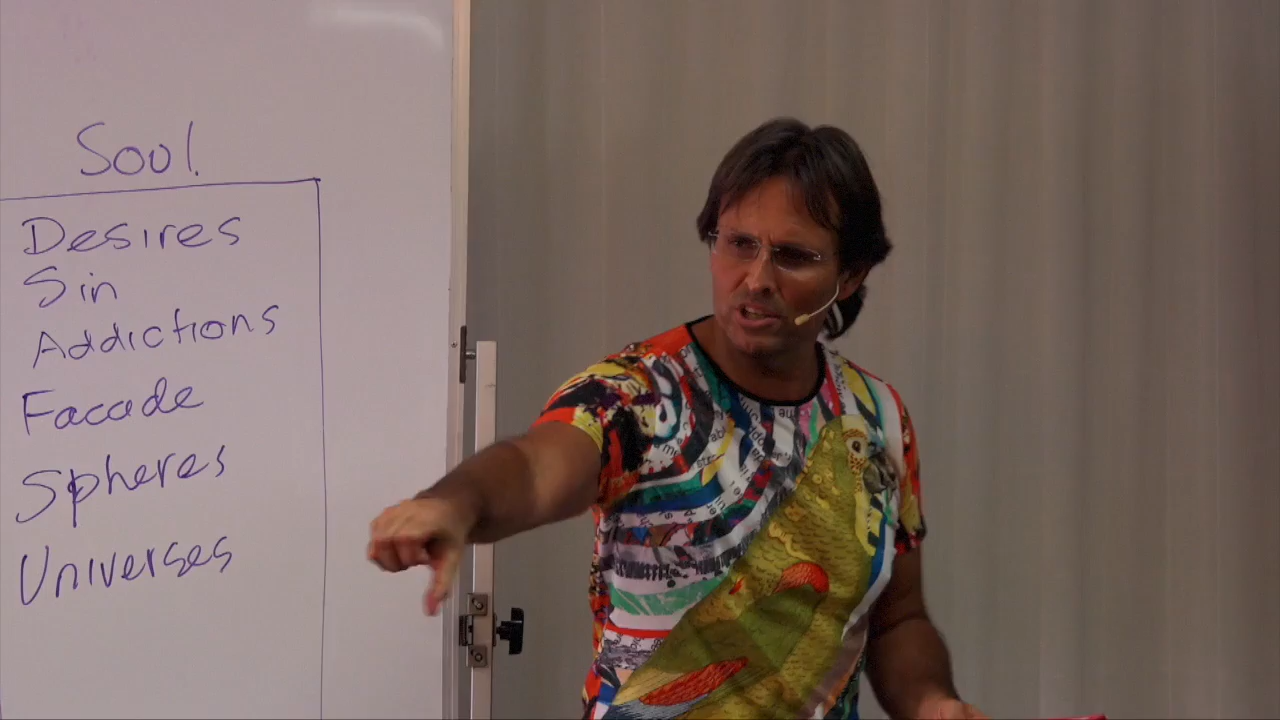 Soul
Desires
Sin
Addictions
Facade
Spheres
Universes